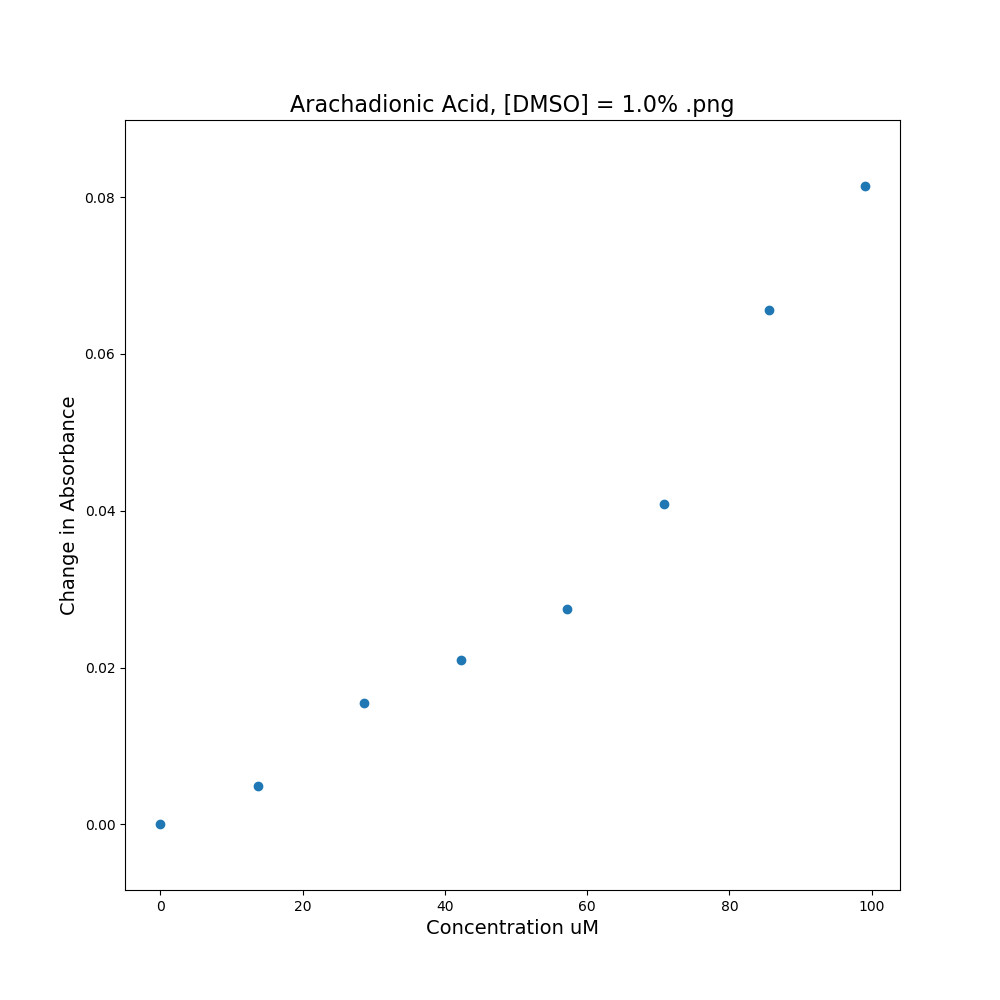 Arachadionic Acid, [DMSO] = 1.0% .png
0.08
0.06
0.04
0.02
0.00
Change in Absorbance
0 20 40 60 80 100
Concentration uM